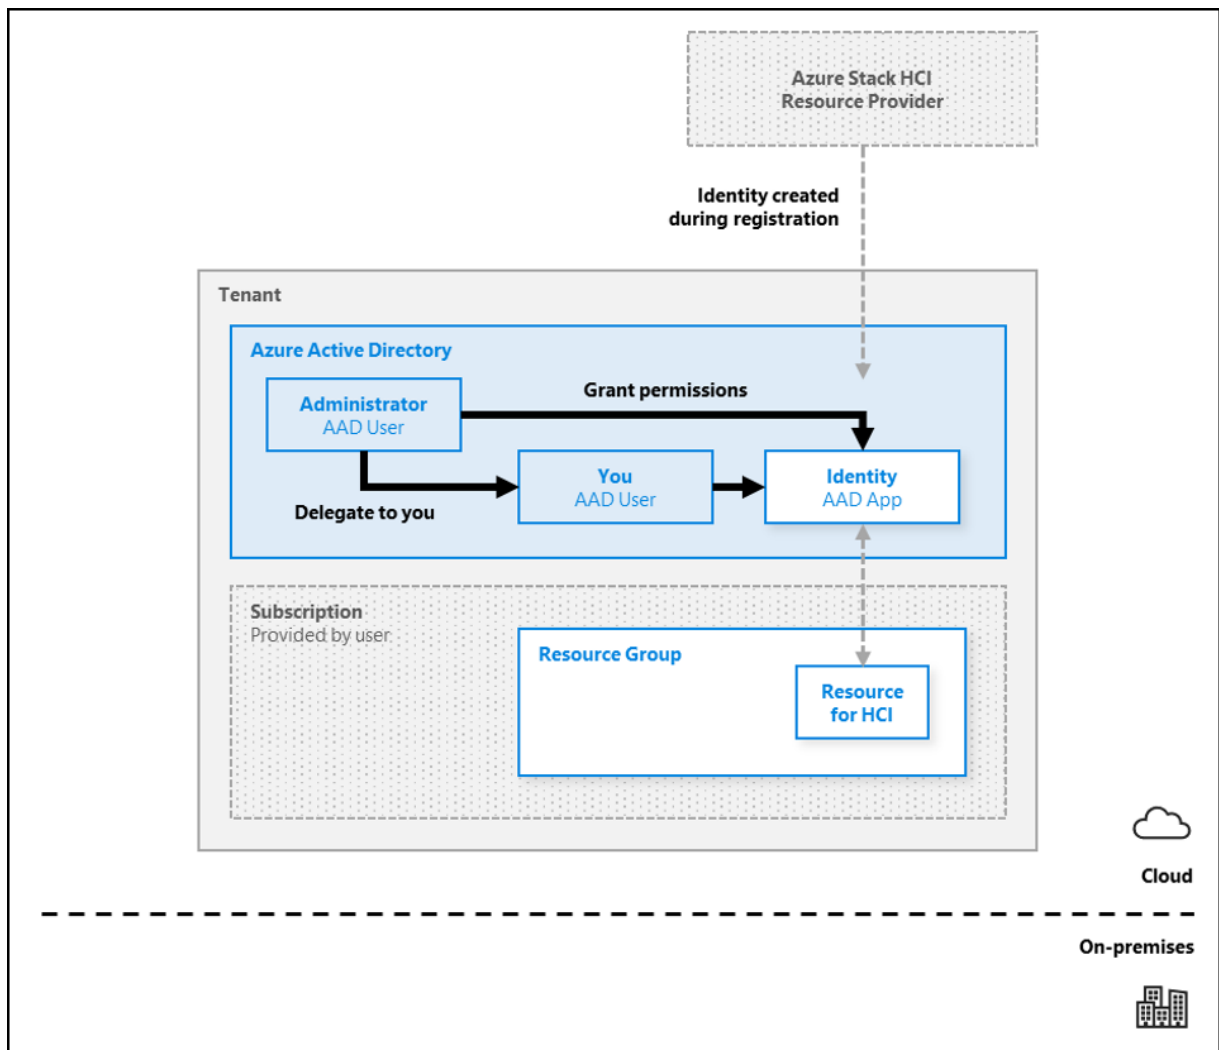 Azure Stack HCI
Resource Provider
Identity created
during registration
Tenant
Azure Active Directory
Administrator
AAD User
Grant permissions
You
AAD User
Identity
AAD App
Delegate to you
Subscription
Provided by user
Resource Group
Resource
for HCI
Cloud
On-premises